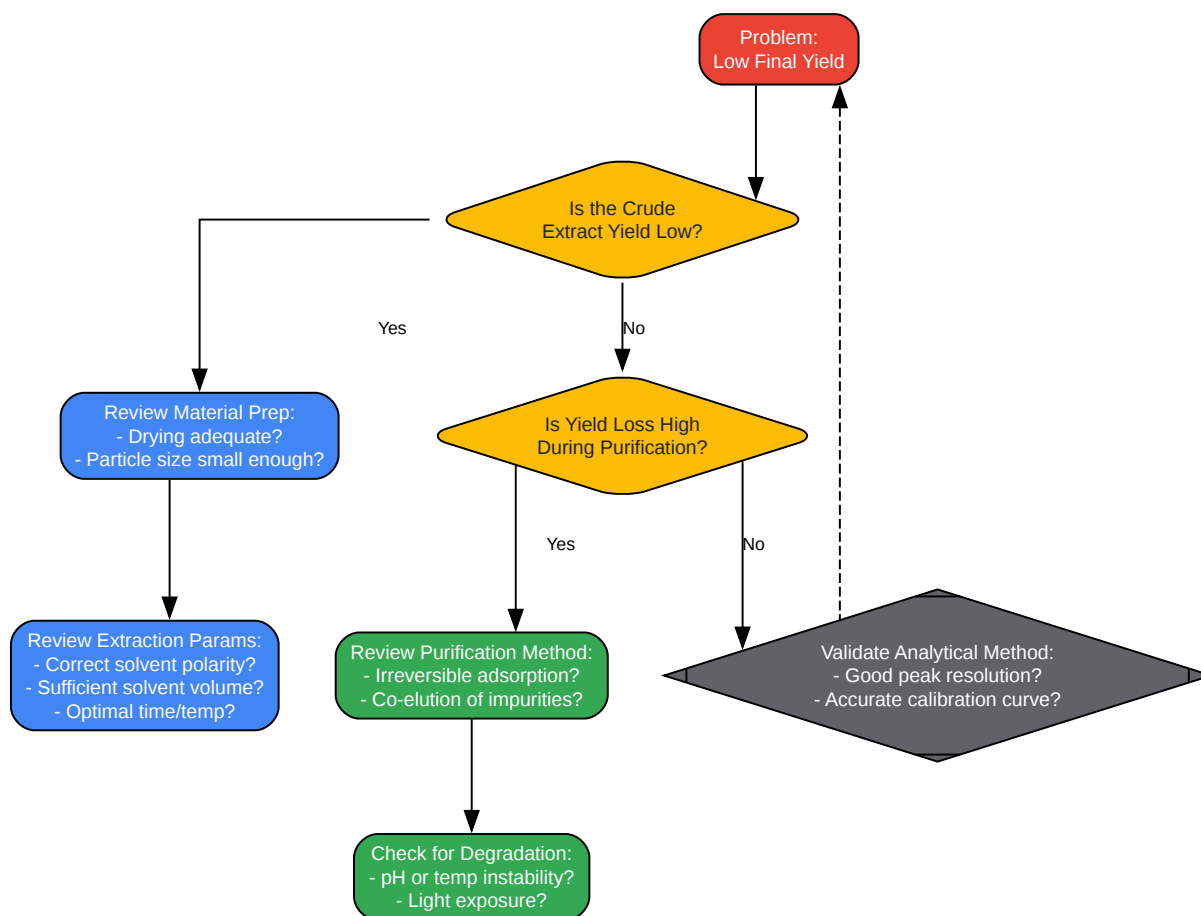 Problem:
Low Final Yield
Is the Crude
Extract Yield Low?
Yes
No
Review Material Prep:
- Drying adequate?
- Particle size small enough?
Is Yield Loss High
During Purification?
Yes
No
Review Extraction Params:
- Correct solvent polarity?
- Sufficient solvent volume?
- Optimal time/temp?
Review Purification Method:
- Irreversible adsorption?
- Co-elution of impurities?
Validate Analytical Method:
- Good peak resolution?
- Accurate calibration curve?
Check for Degradation:
- pH or temp instability?
- Light exposure?